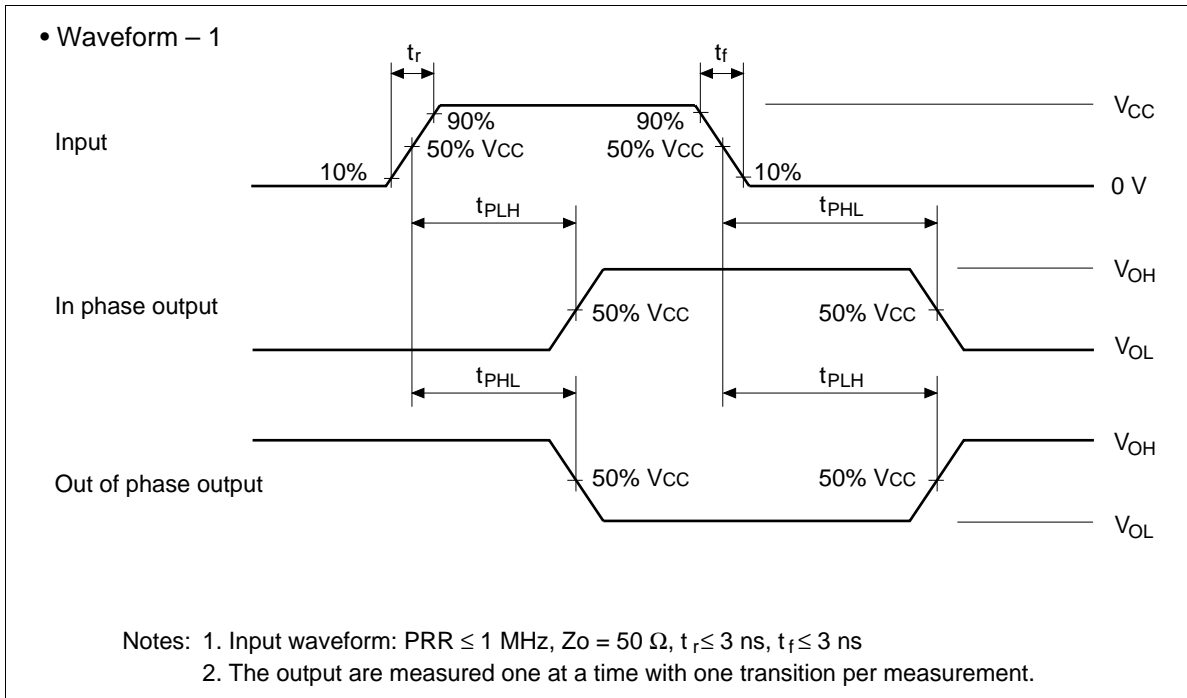 • Waveform – 1
tr
tf
VCC
90%
90%
Input
50% VCC
50% VCC
10%
10%
0 V
tPLH
tPHL
VOH
In phase output
50% VCC
50% VCC
VOL
tPHL
tPLH
VOH
Out of phase output
50% VCC
50% VCC
VOL
Notes: 1. Input waveform: PRR ≤ 1 MHz, Zo = 50 Ω, tr ≤ 3 ns, tf ≤ 3 ns
2. The output are measured one at a time with one transition per measurement.